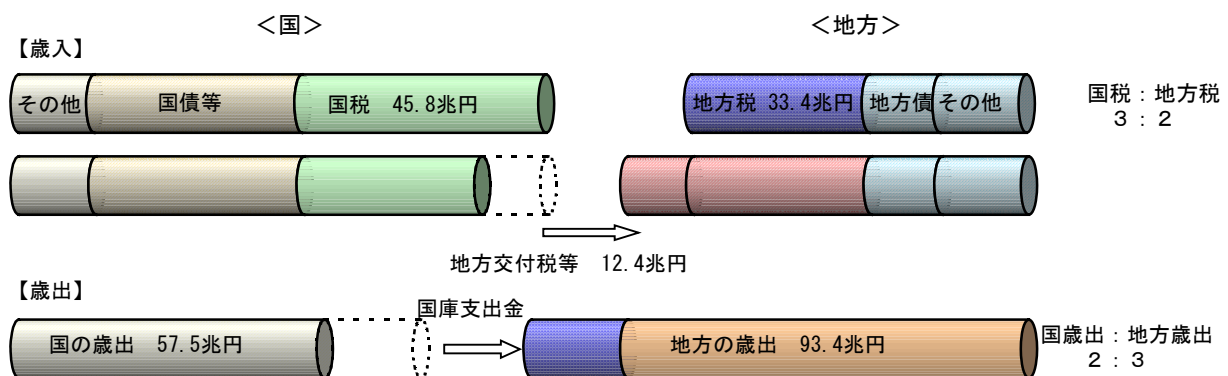 ＜国＞
＜地方＞
【歳入】
その他
国債等
国税　45.8兆円
地方税 33.4兆円
地方債
その他
国税：地方税
３：２
地方交付税等　12.4兆円
【歳出】
国庫支出金
国の歳出　57.5兆円
地方の歳出　93.4兆円
国歳出：地方歳出
２：３